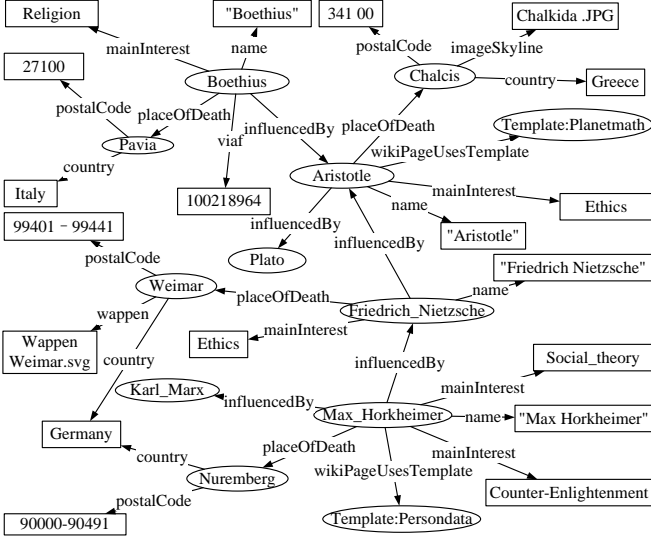 Religion
"Boethius"
341 00
Chalkida .JPG
mainInterest
name
postalCode
imageSkyline
27100
Boethius
Chalcis
country
Greece
postalCode
placeOfDeath
influencedBy
placeOfDeath
Template:Planetmath
Pavia
viaf
wikiPageUsesTemplate
country
Aristotle
Italy
100218964
mainInterest
Ethics
name
99401－99441
influencedBy
"Aristotle"
influencedBy
postalCode
Plato
"Friedrich Nietzsche"
Weimar
name
placeOfDeath
wappen
Friedrich_Nietzsche
Wappen
Weimar.svg
Ethics
mainInterest
country
influencedBy
Social_theory
Karl_Marx
mainInterest
influencedBy
Max_Horkheimer
name
"Max Horkheimer"
Germany
placeOfDeath
country
mainInterest
wikiPageUsesTemplate
Nuremberg
postalCode
Counter-Enlightenment
90000-90491
Template:Persondata